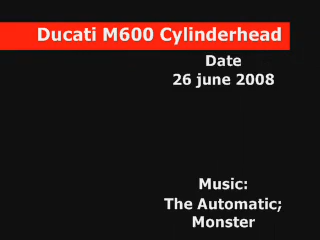 Ducati M600 Cylinderhead
Date
26 june 2008
Music:
The Automatic;
Monster